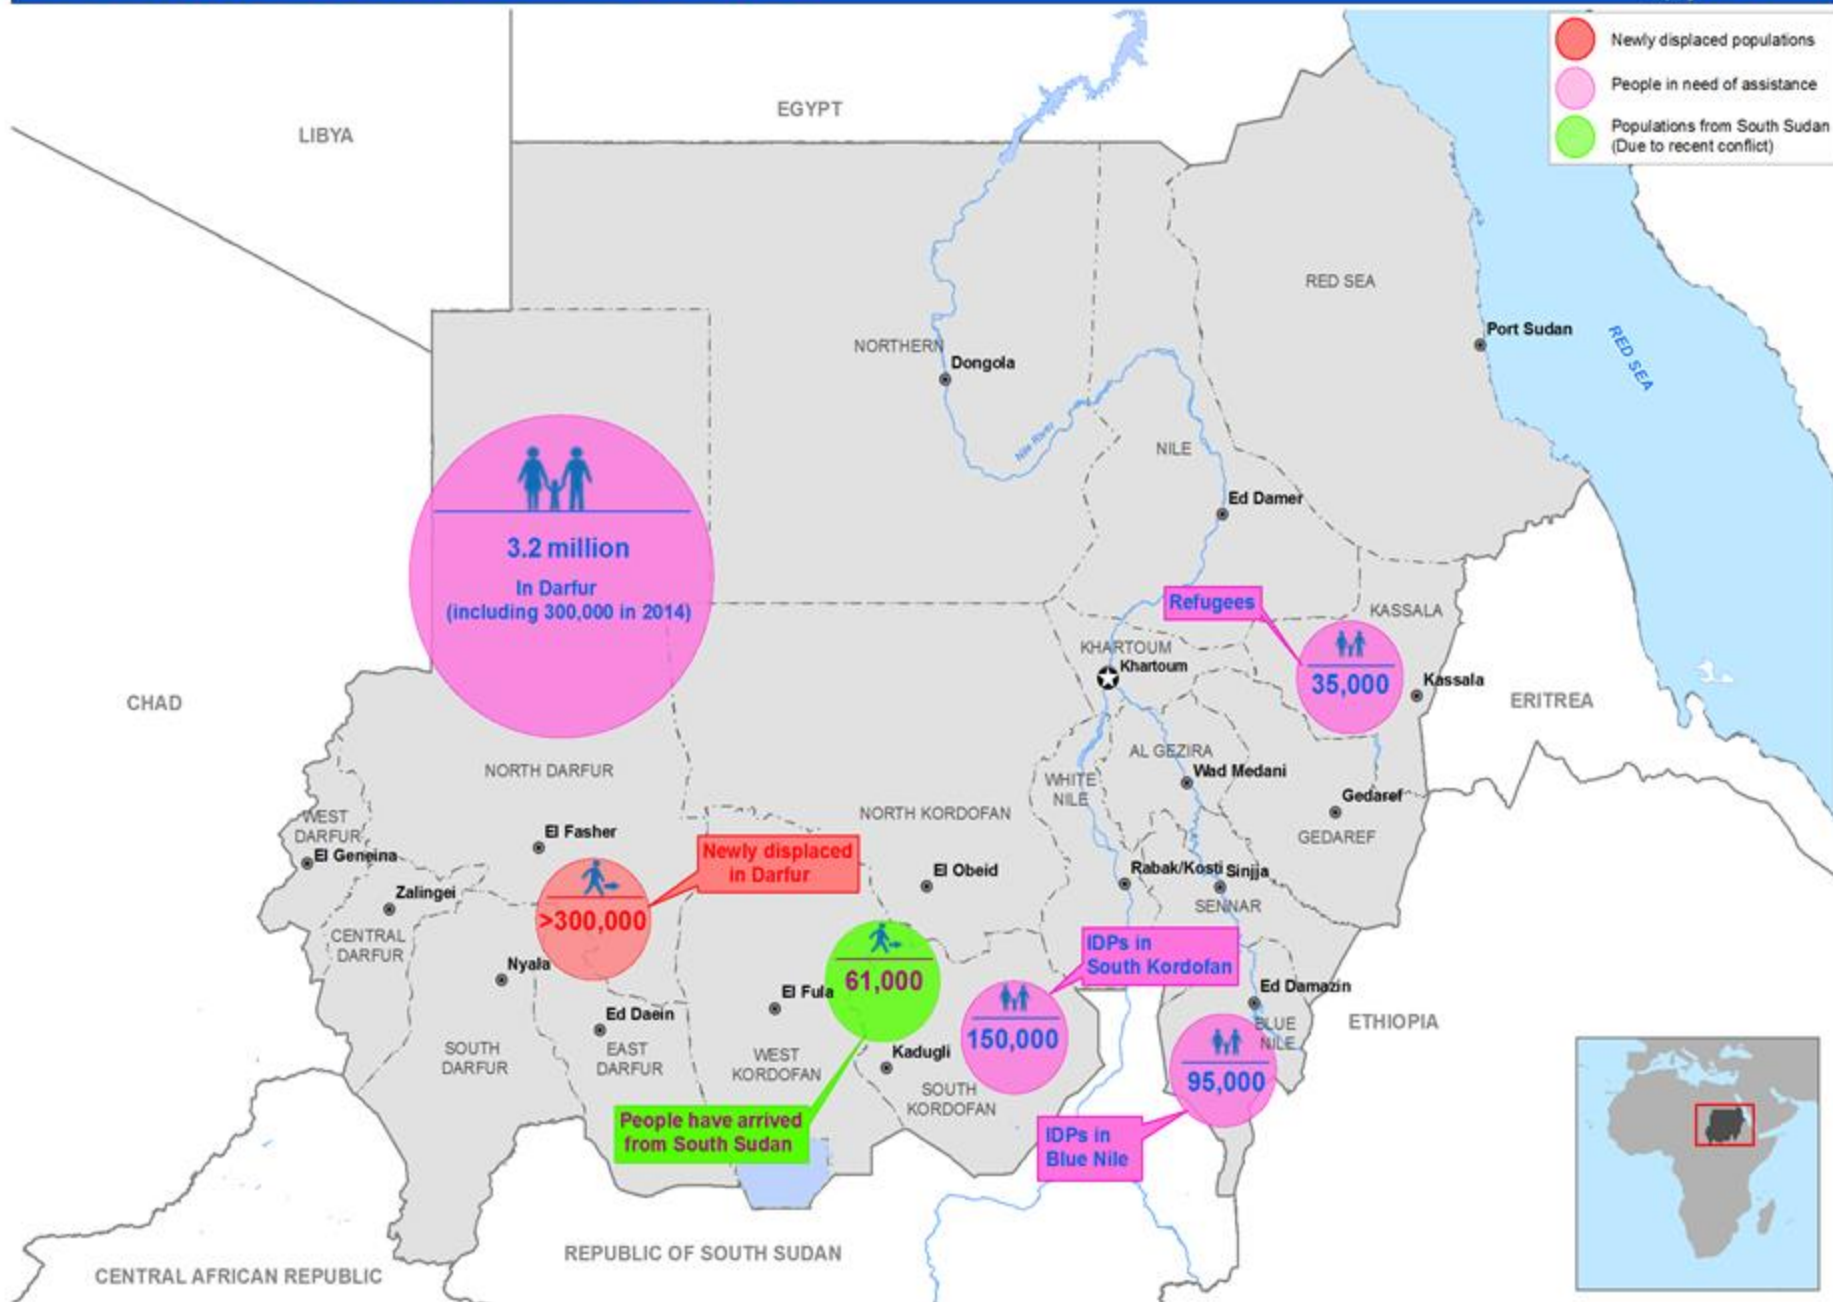 Newly displaced populations
People in need of assistance
Populations from South Sudan
(Due to recent conflict)
EGYPT
LIBYA
RED SEA
Port Sudan
RED SEA
NORTHERN
Dongola
Nile River
NILE
Ed Damer
3.2 million
In Darfur
(including 300,000 in 2014)
Refugees
KASSALA
35,000
KHARTOUM
Khartoum
Kassala
ERITREA
CHAD
AL GEZIRA
Wad Medani
WHITE
NILE
NORTH DARFUR
NORTH KORDOFAN
Gedaref
GEDAREF
WEST
DARFUR
El Geneina
El Fasher
Newly displaced
in Darfur
El Obeid
Rabak/Kosti
Sinjja
SENNAR
Zalingei
>300,000
CENTRAL
DARFUR
Nyala
61,000
IDPs in
South Kordofan
El Fula
Ed Damazin
BLUE
NILE
ETHIOPIA
Ed Daein
EAST
DARFUR
150,000
SOUTH
DARFUR
WEST
KORDOFAN
Kadugli
SOUTH
KORDOFAN
95,000
People have arrived
from South Sudan
IDPs in
Blue Nile
REPUBLIC OF SOUTH SUDAN
CENTRAL AFRICAN REPUBLIC